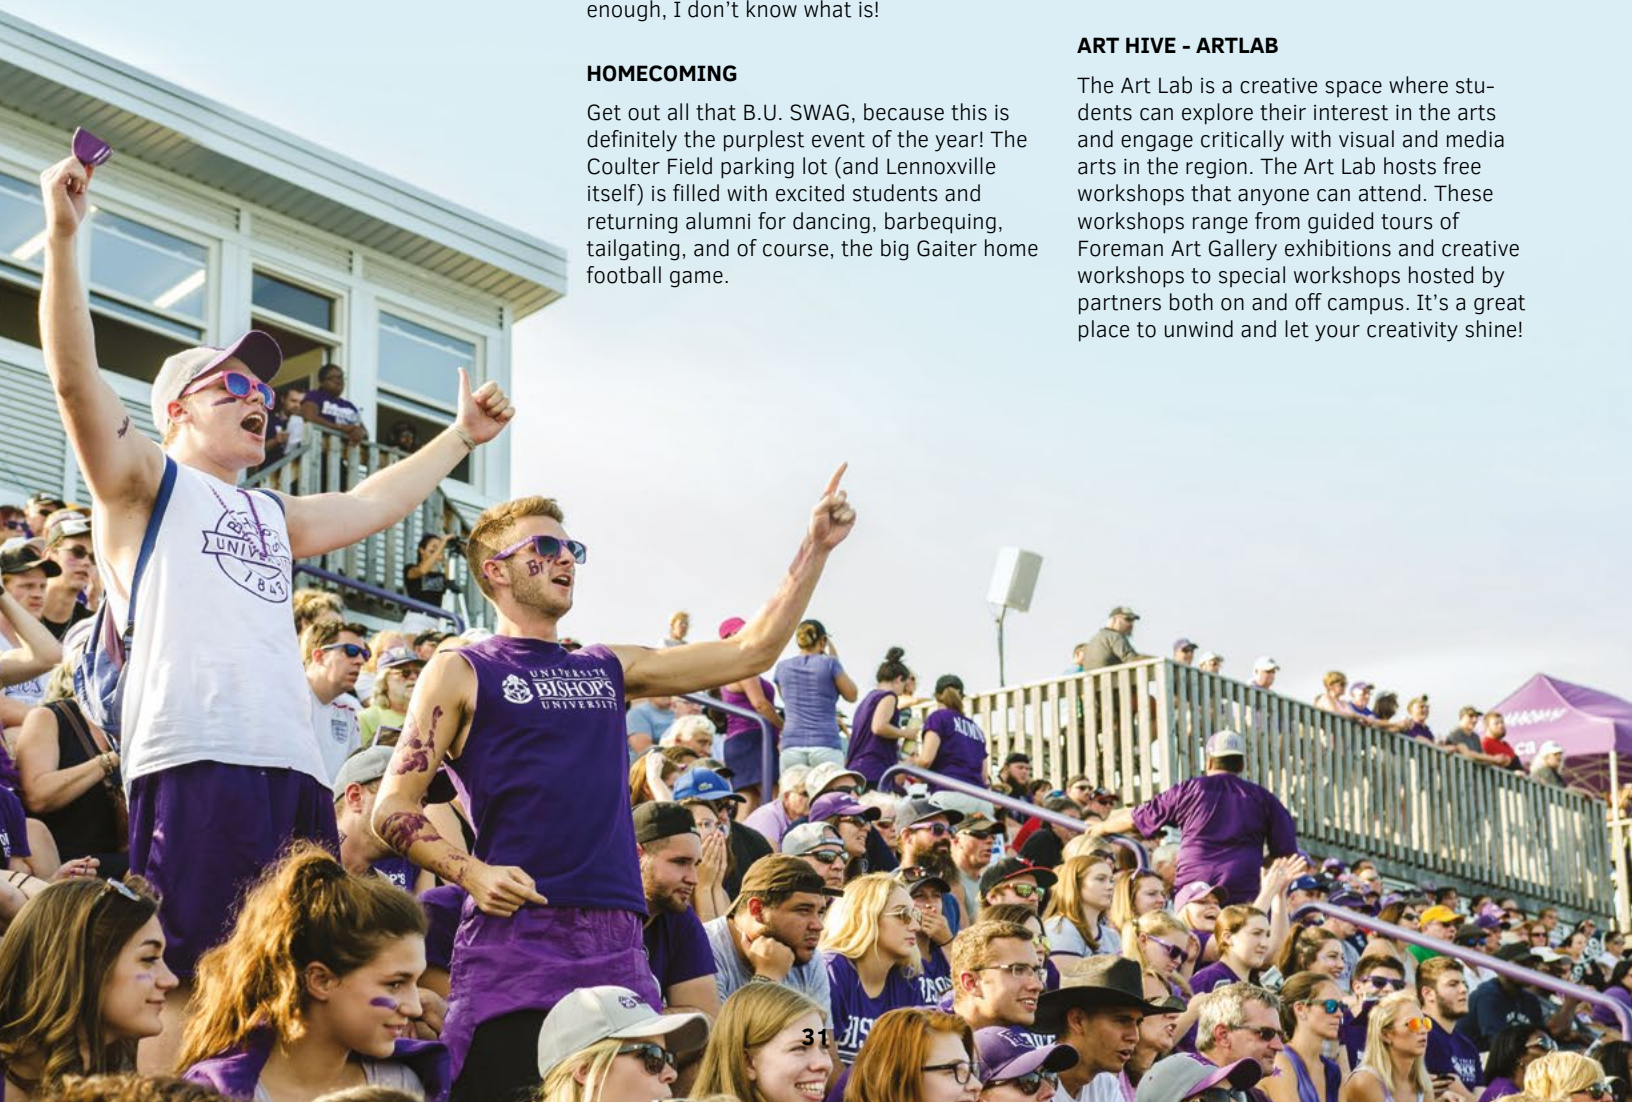 enough, I don’t know what is!
HOMECOMING
Get out all that B.U. SWAG, because this is
definitely the purplest event of the year! The
Coulter Field parking lot (and Lennoxville
itself) is filled with excited students and
returning alumni for dancing, barbequing,
tailgating, and of course, the big Gaiter home
football game.
ART HIVE - ARTLAB
The Art Lab is a creative space where stu-
dents can explore their interest in the arts
and engage critically with visual and media
arts in the region. The Art Lab hosts free
workshops that anyone can attend. These
workshops range from guided tours of
Foreman Art Gallery exhibitions and creative
workshops to special workshops hosted by
partners both on and off campus. It’s a great
place to unwind and let your creativity shine!
1843
UNIVERSITÉ
BISHOP'S
UNIVERSITY
31